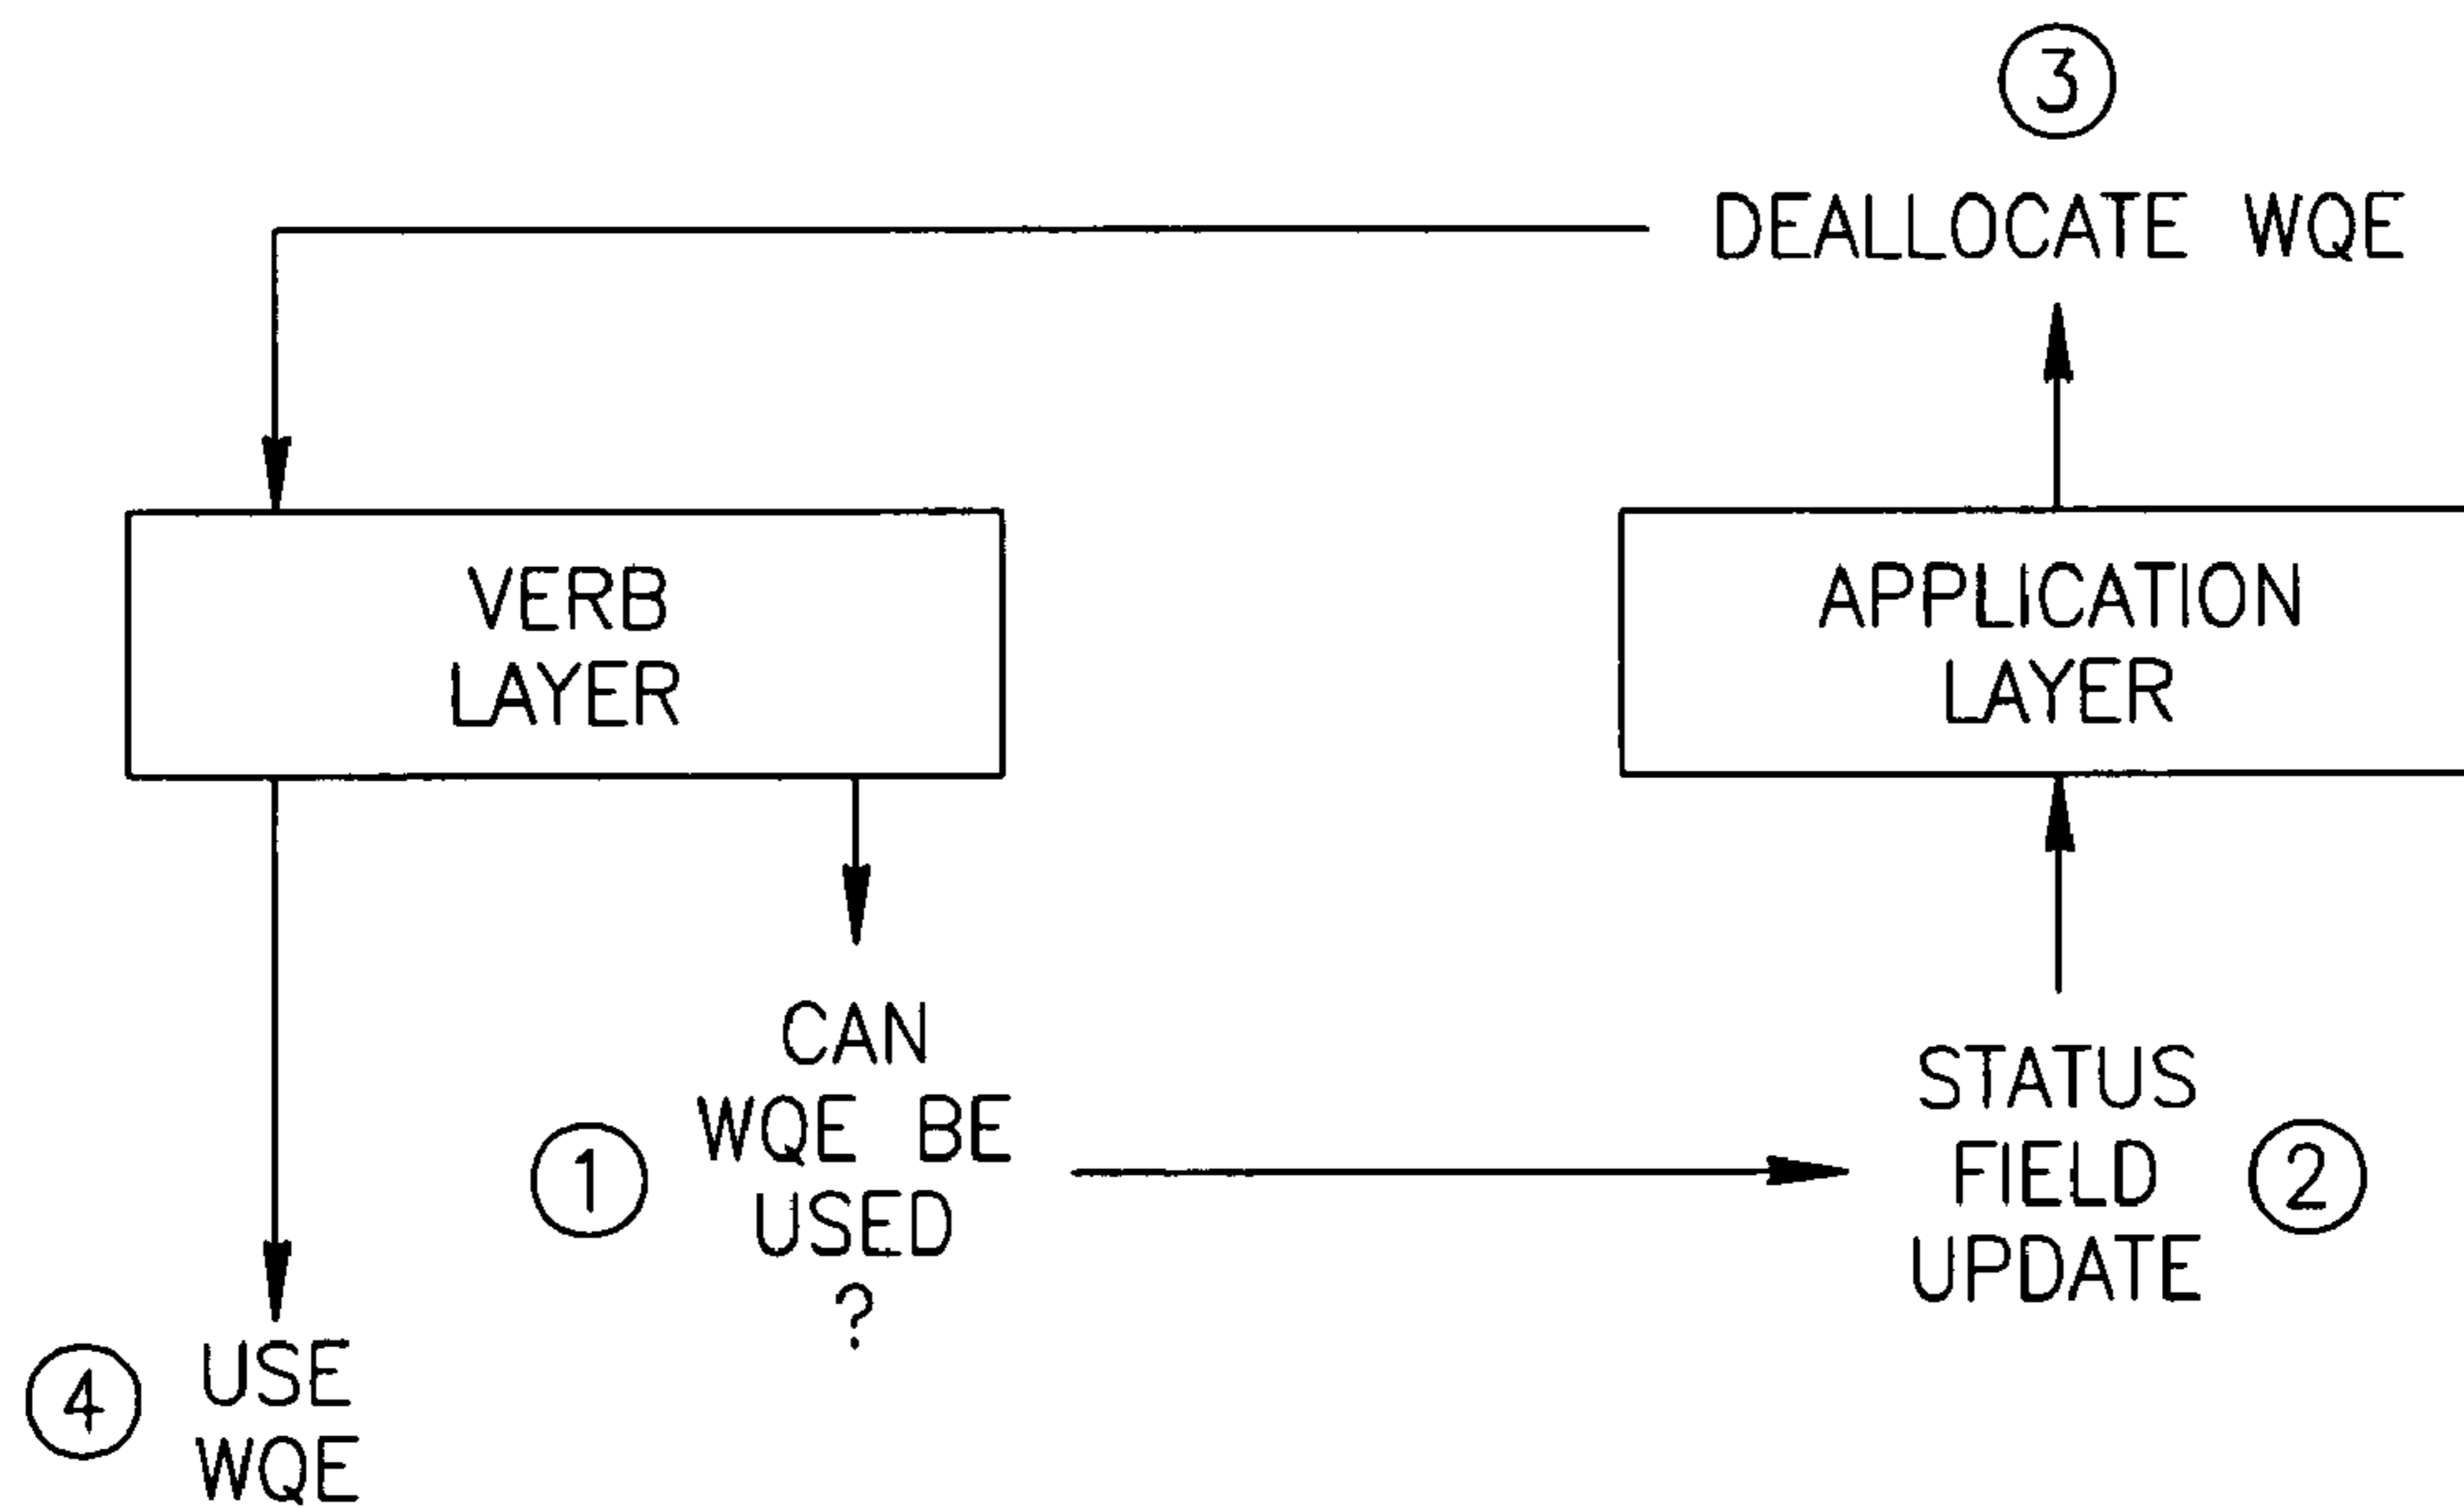 3
DEALLOCATE WQE
VERB
LAYER
APPLICATION
LAYER
1
CAN
WQE BE
USED
?
STATUS
FIELD
UPDATE
2
4
USE
WQE